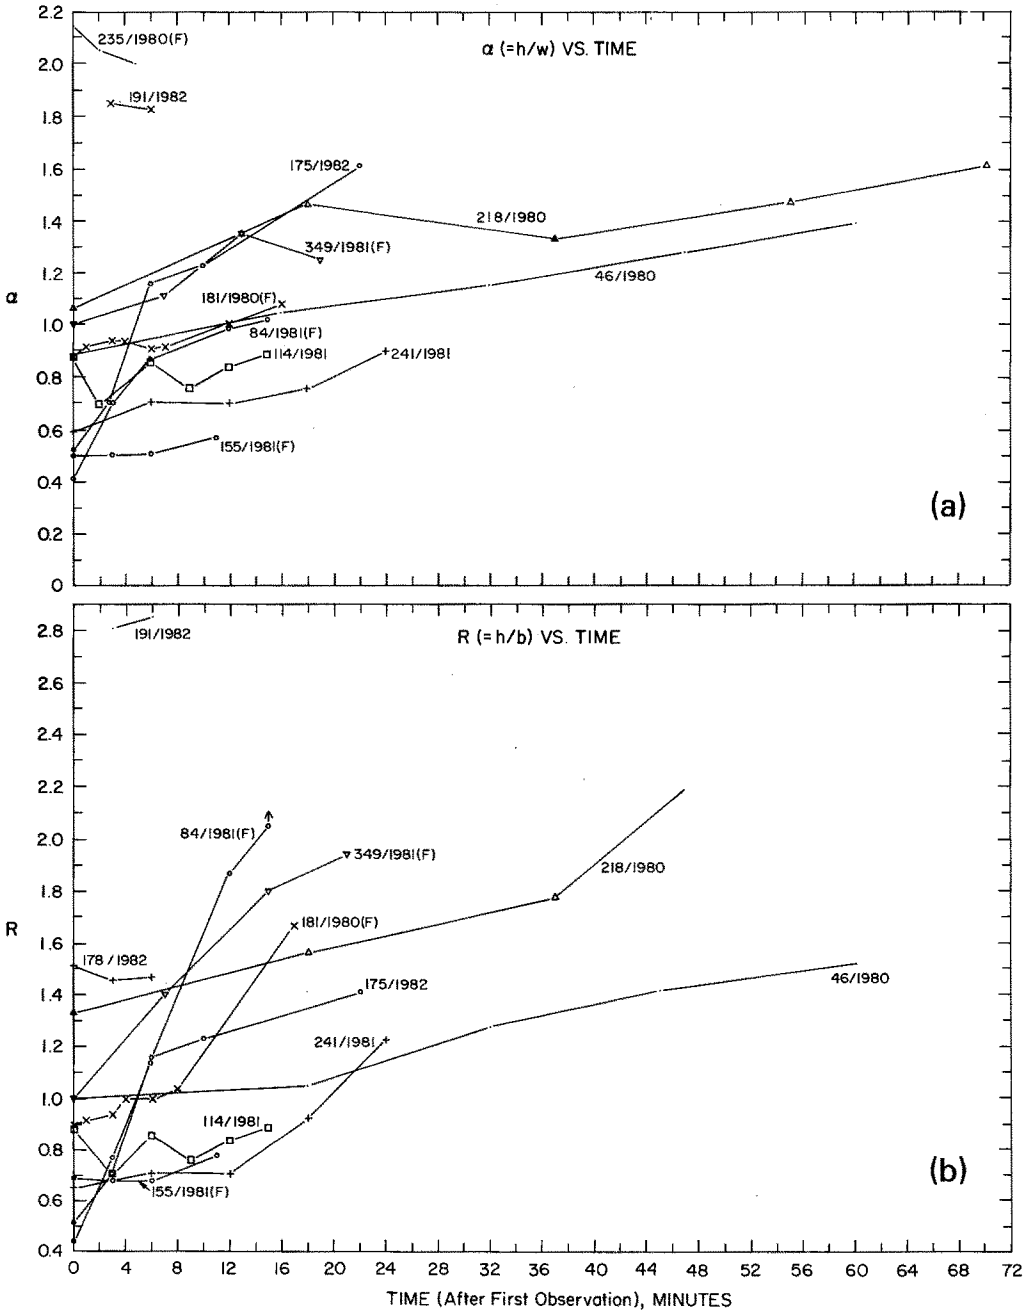 2.2
235/1980(F)
α (=h/w) VS. TIME
2.0
191/1982
1.8
175/1982
1.6
218/1980
1.4
349/1981(F)
1.2
46/1980
181/1980(F)
α
1.0
84/1981(F)
114/1981
241/1981
0.8
0.6
155/1981(F)
0.4
(a)
0.2
0
2.8
191/1982
R (=h/b) VS. TIME
2.6
2.4
2.2
84/1981(F)
2.0
349/1981(F)
218/1980
1.8
181/1980(F)
R
1.6
178/1982
46/1980
175/1982
1.4
241/1981
1.2
1.0
114/1981
0.8
(b)
155/1981(F)
0.6
0.4
0 4 8 12 16 20 24 28 32 36 40 44 48 52 56 60 64 68 72
TIME (After First Observation), MINUTES